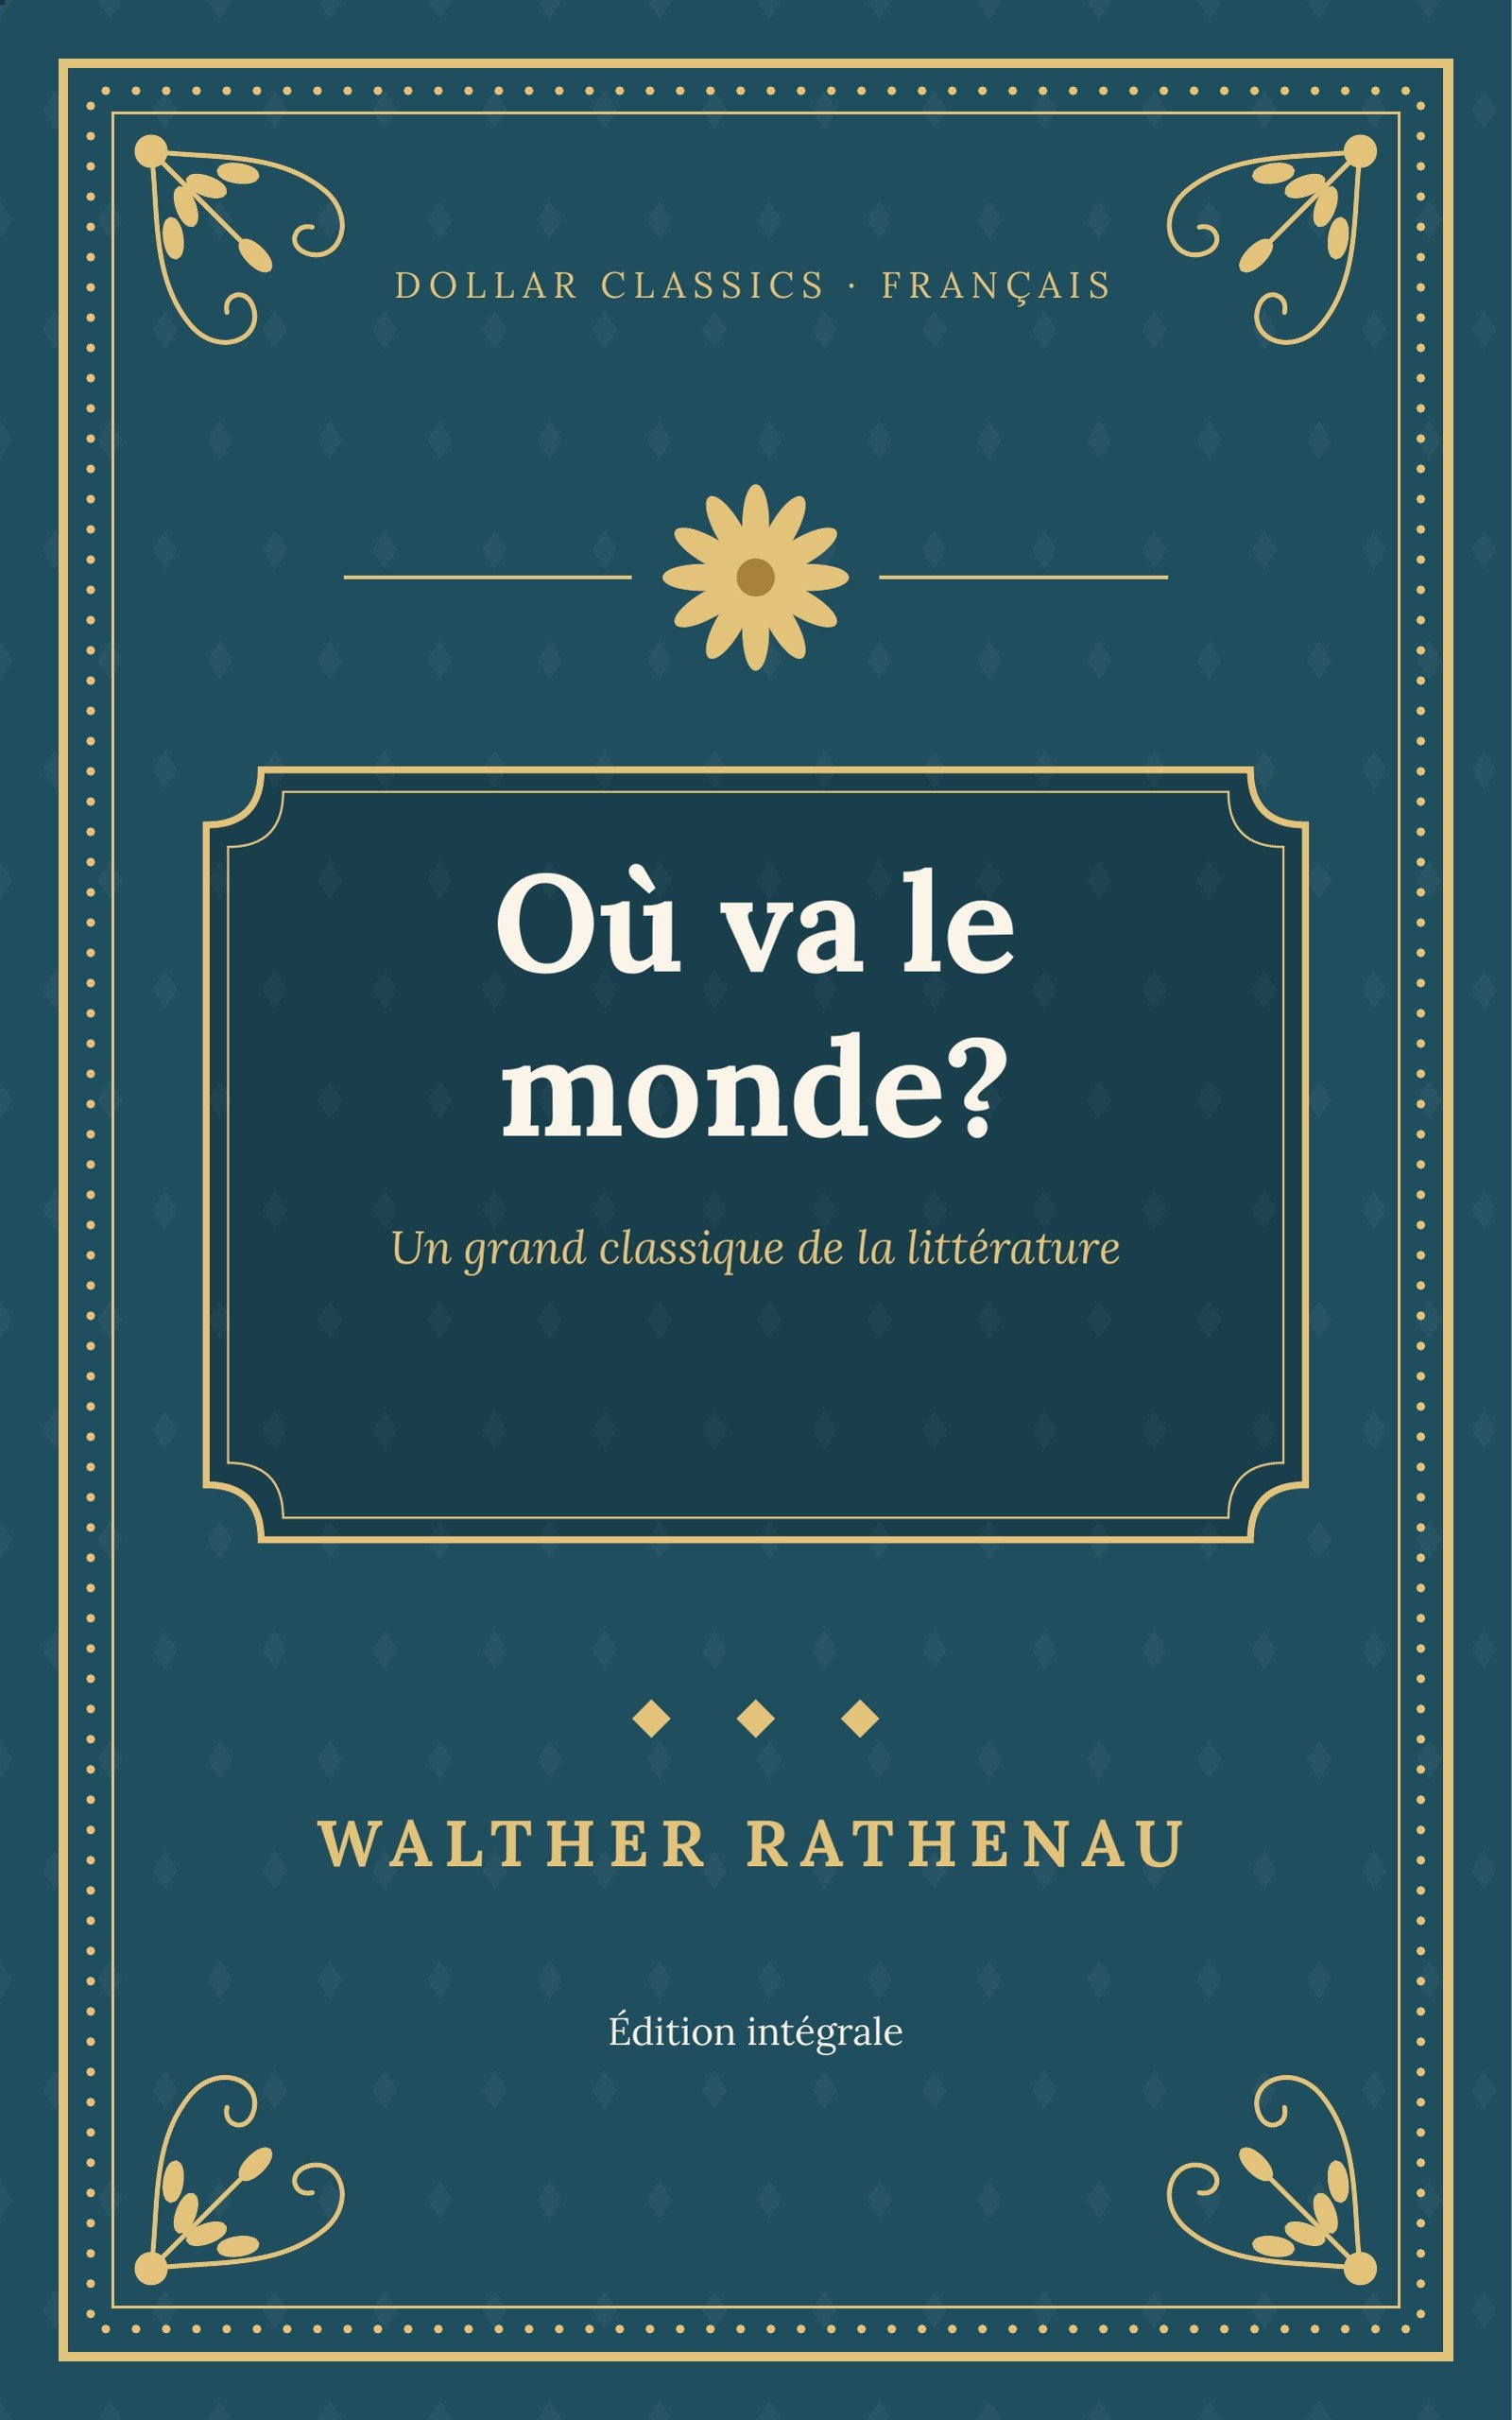 DOLLAR CLASSICS · FRANÇAIS
Où va le
monde?
Un grand classique de la littérature
WALTHER RATHENAU
Édition intégrale